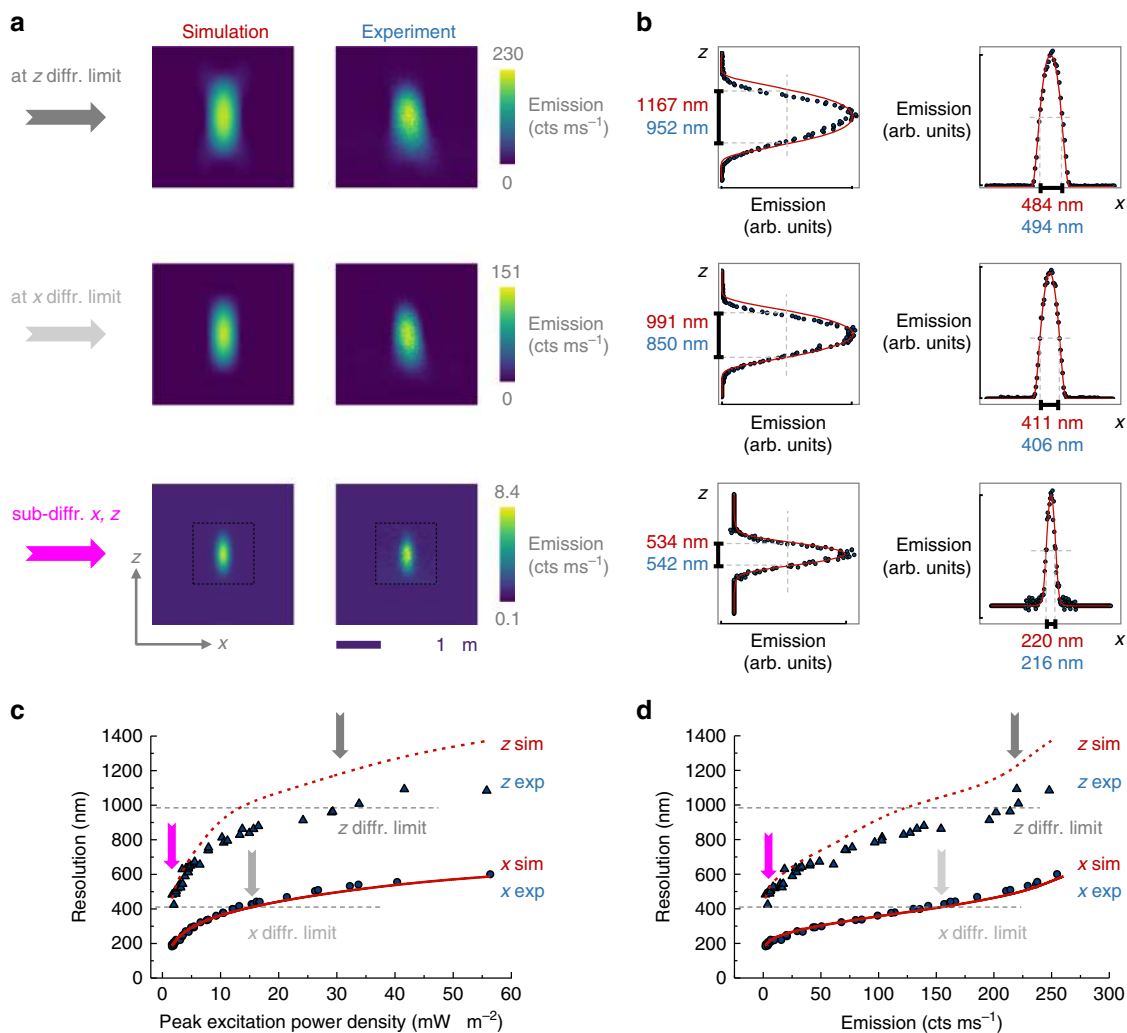 a
Simulation
Experiment
at z diffr. limit
230
Emission
(cts ms⁻¹)
0
at x diffr. limit
151
Emission
(cts ms⁻¹)
0
sub-diffr. x, z
8.4
Emission
(cts ms⁻¹)
0.1
z
x
1 m
b
z
1167 nm
952 nm
Emission
(arb. units)
Emission
(arb. units)
484 nm
494 nm
x
z
991 nm
850 nm
Emission
(arb. units)
Emission
(arb. units)
411 nm
406 nm
x
z
534 nm
542 nm
Emission
(arb. units)
Emission
(arb. units)
220 nm
216 nm
x
c
Resolution (nm)
1400
1200
1000
800
600
400
200
0
z sim
z exp
z diffr. limit
x sim
x exp
x diffr. limit
0 10 20 30 40 50 60
Peak excitation power density (mW m⁻²)
d
Resolution (nm)
1400
1200
1000
800
600
400
200
0
z sim
z exp
z diffr. limit
x sim
x exp
x diffr. limit
0 50 100 150 200 250 300
Emission (cts ms⁻¹)